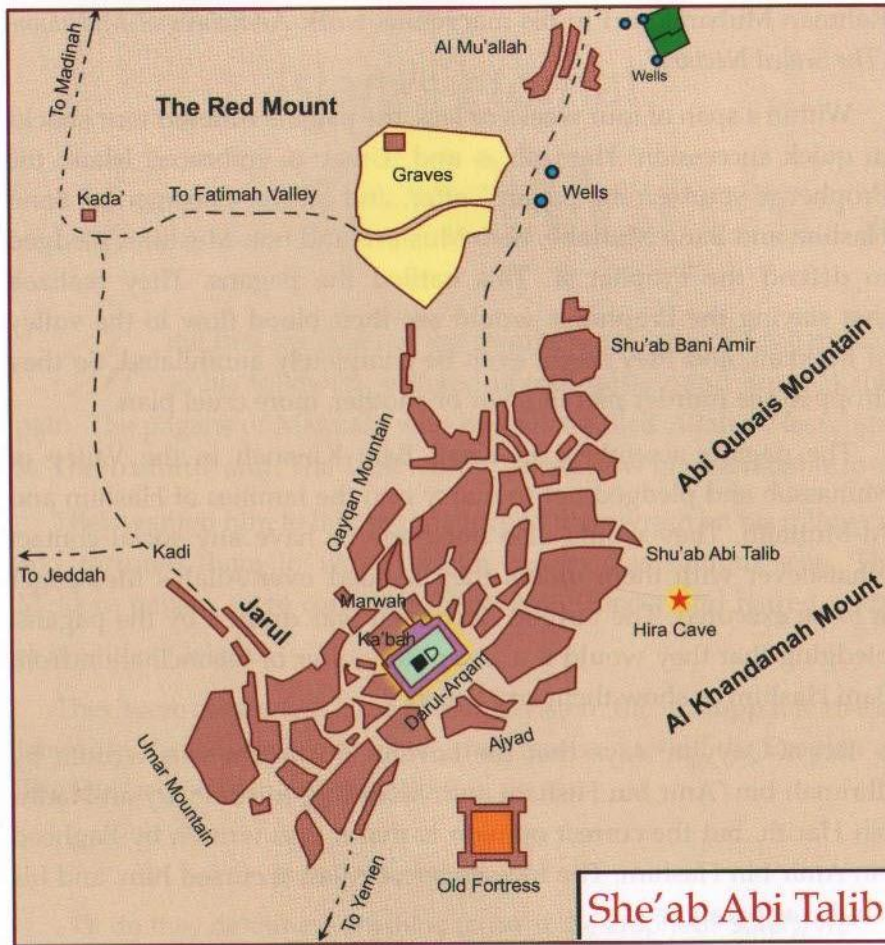 Al Mu'allah
Wells
To Madinah
The Red Mount
Graves
Wells
Kada'
To Fatimah Valley
Shu'ab Bani Amir
Abi Qubais Mountain
Qayqan Mountain
Kadi
To Jeddah
Shu'ab Abi Talib
Marwah
Jarul
Ka'bah
Hira Cave
Darul-Arqam
Al Khandamah Mount
Ajyad
Umar Mountain
Old Fortress
To Yemen
She'ab Abi Talib